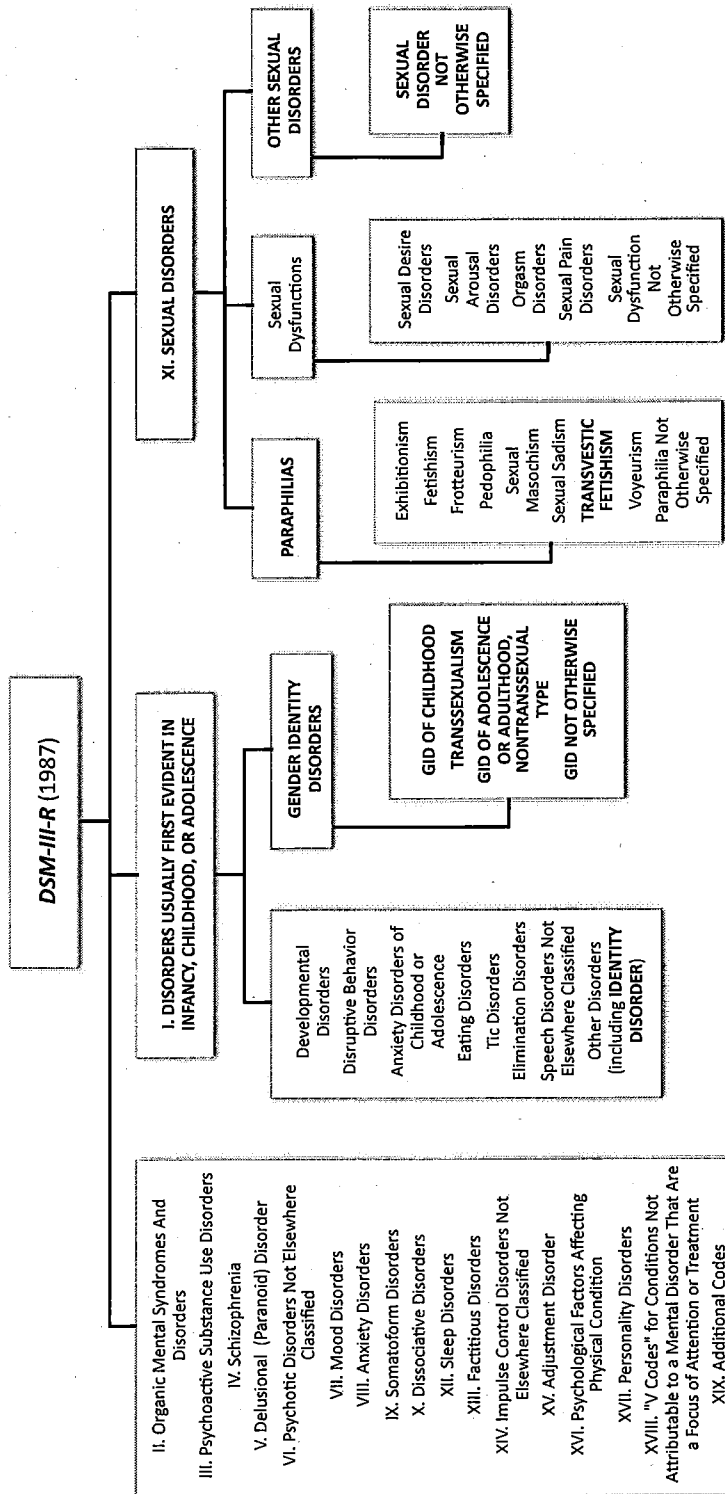 DSM-III-R (1987)
II. Organic Mental Syndromes And
Disorders
III. Psychoactive Substance Use Disorders
IV. Schizophrenia
V. Delusional (Paranoid) Disorder
VI. Psychotic Disorders Not Elsewhere
Classified
VII. Mood Disorders
VIII. Anxiety Disorders
IX. Somatoform Disorders
X. Dissociative Disorders
XII. Sleep Disorders
XIII. Factitious Disorders
XIV. Impulse Control Disorders Not
Elsewhere Classified
XV. Adjustment Disorder
XVI. Psychological Factors Affecting
Physical Condition
XVII. Personality Disorders
XVIII. "V Codes" for Conditions Not
Attributable to a Mental Disorder That Are
a Focus of Attention or Treatment
XIX. Additional Codes
I. DISORDERS USUALLY FIRST EVIDENT IN
INFANCY, CHILDHOOD, OR ADOLESCENCE
Developmental
Disorders
Disruptive Behavior
Disorders
Anxiety Disorders of
Childhood or
Adolescence
Eating Disorders
Tic Disorders
Elimination Disorders
Speech Disorders Not
Elsewhere Classified
Other Disorders
(including IDENTITY
DISORDER)
GENDER IDENTITY
DISORDERS
GID OF CHILDHOOD
TRANSSEXUALISM
GID OF ADOLESCENCE
OR ADULTHOOD,
NONTRANSSEXUAL
TYPE
GID NOT OTHERWISE
SPECIFIED
XI. SEXUAL DISORDERS
PARAPHILIAS
Exhibitionism
Fetishism
Frotteurism
Pedophilia
Sexual
Masochism
Sexual Sadism
TRANSVESTIC
FETISHISM
Voyeurism
Paraphilia Not
Otherwise
Specified
Sexual
Dysfunctions
Sexual Desire
Disorders
Sexual
Arousal
Disorders
Orgasm
Disorders
Sexual Pain
Disorders
Sexual
Dysfunction
Not
Otherwise
Specified
OTHER SEXUAL
DISORDERS
SEXUAL
DISORDER
NOT
OTHERWISE
SPECIFIED